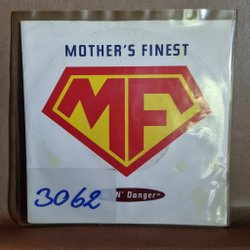 MOTHER'S FINEST
MF
N' Danger
3062